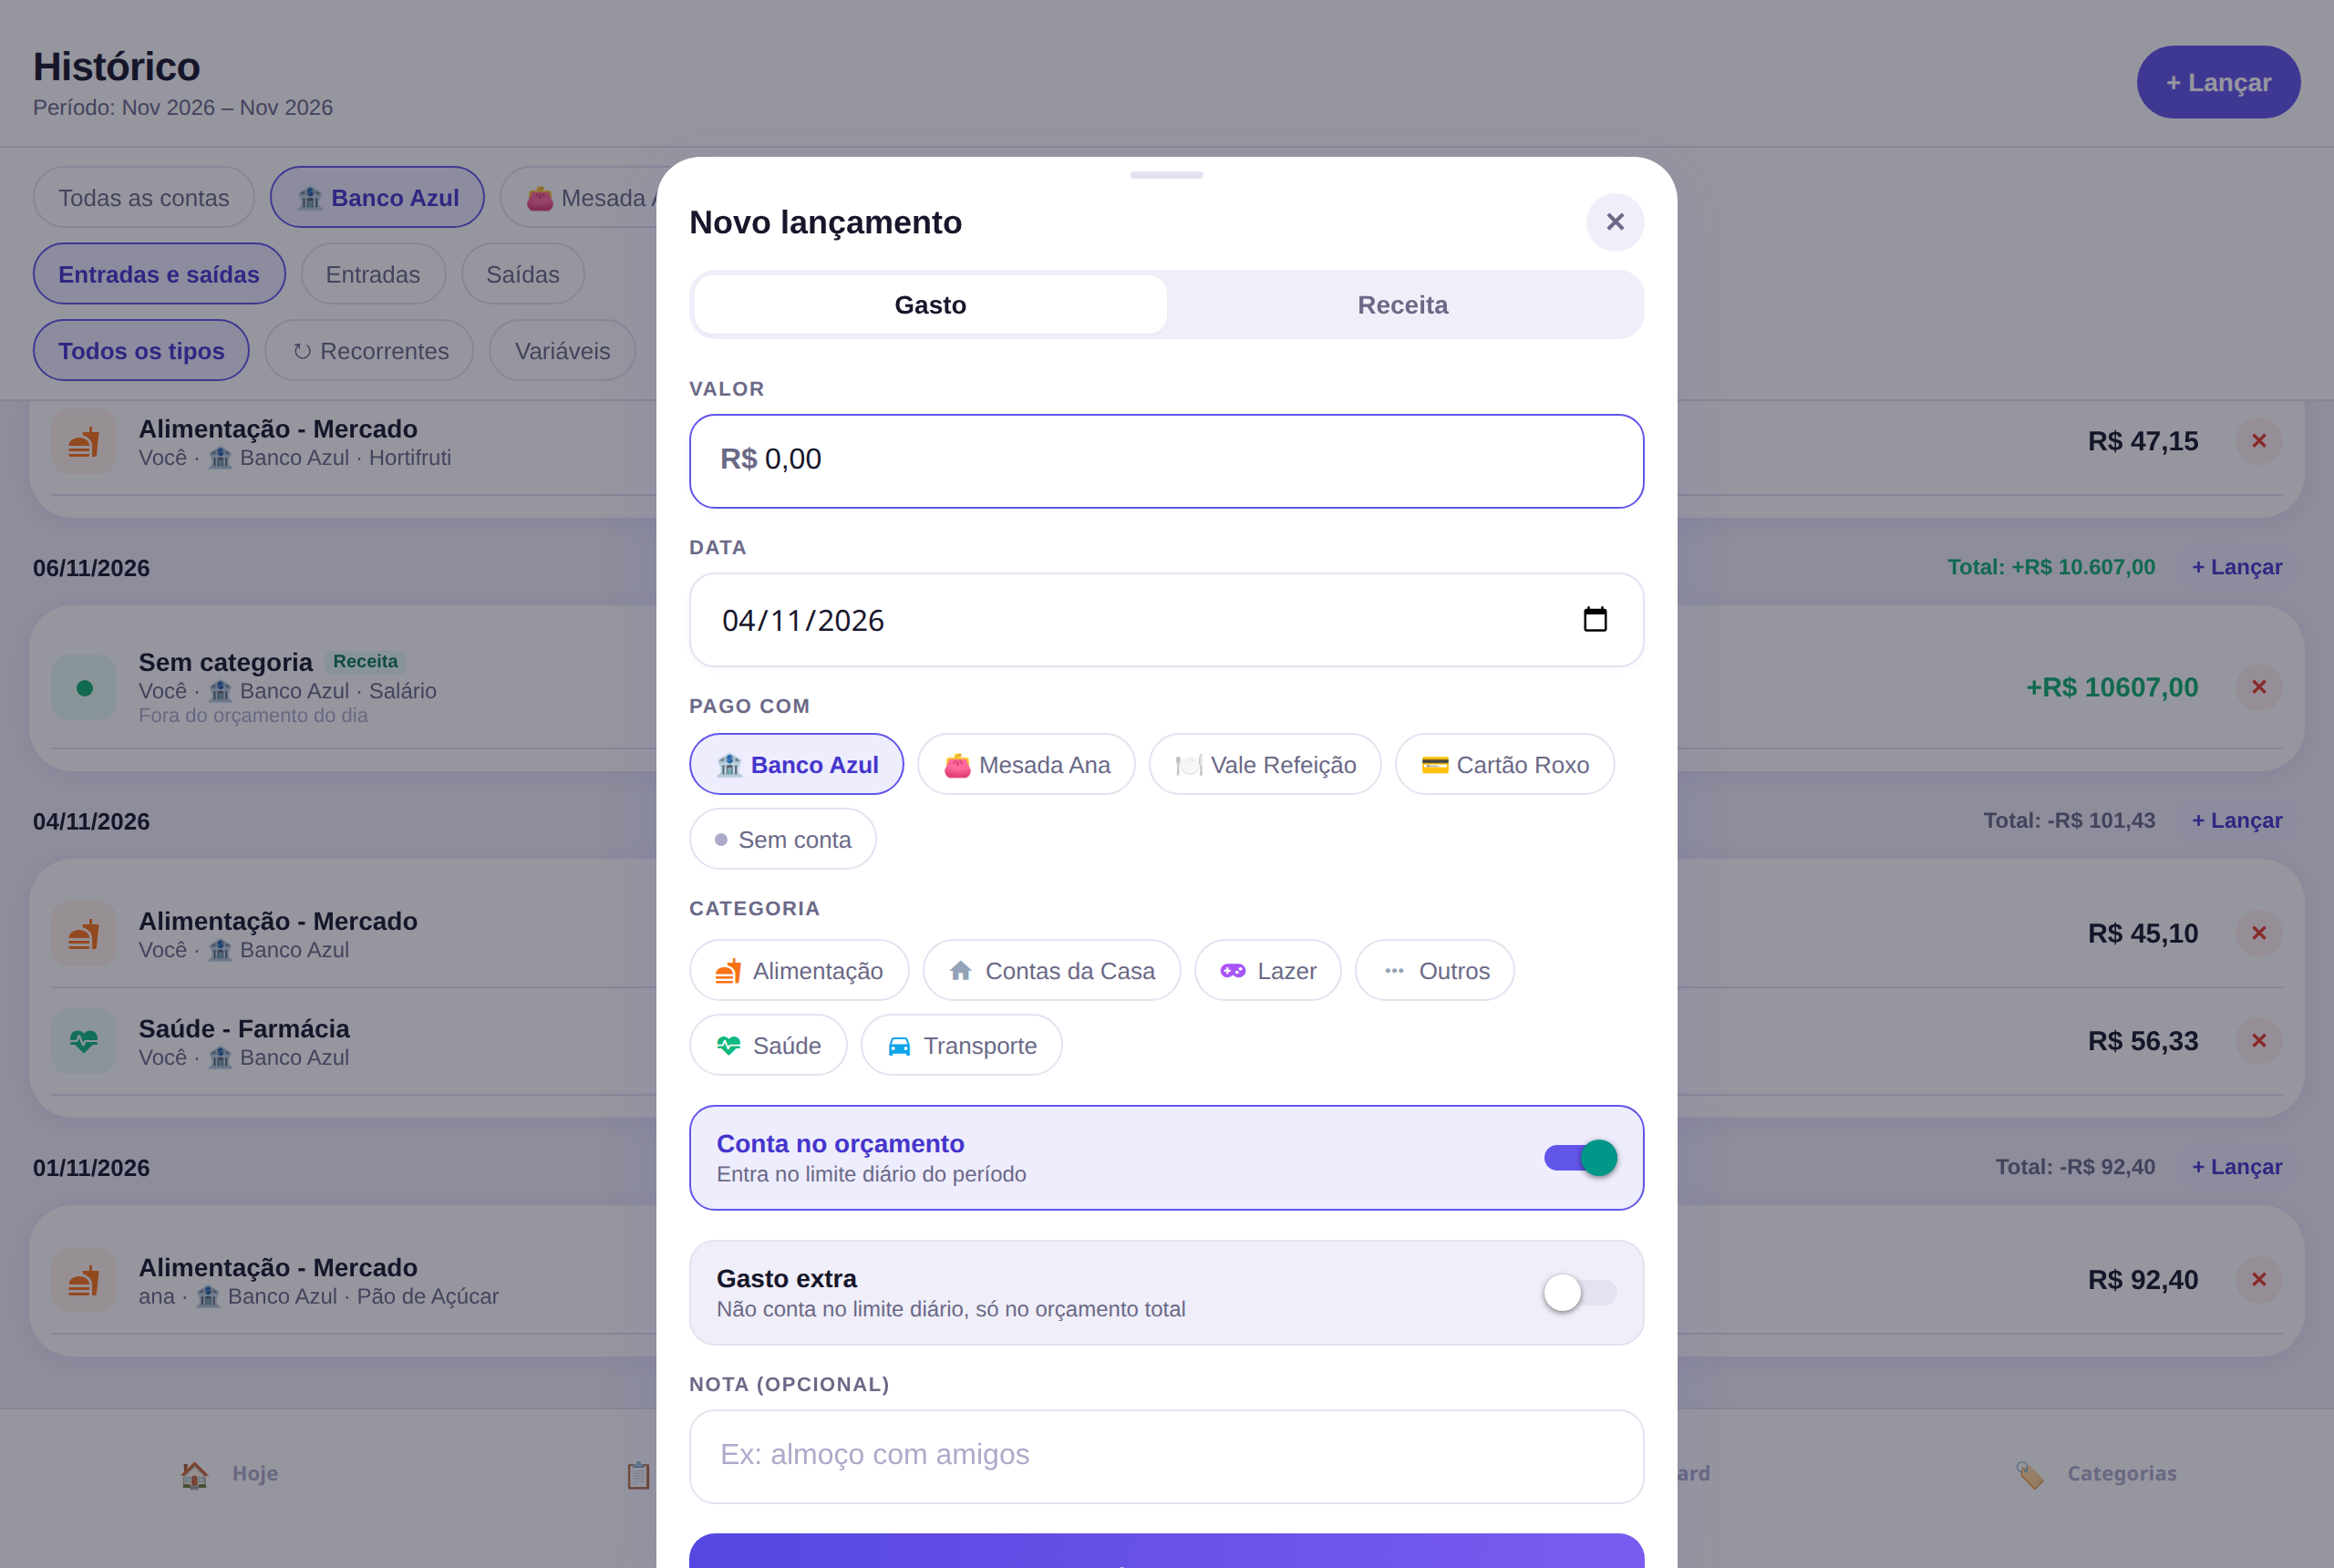 Histórico
Período: Nov 2026 – Nov 2026
+ Lançar
Todas as contas
Banco Azul
Mesada
Entradas e saídas
Entradas
Saídas
Todos os tipos
Recorrentes
Variáveis
Alimentação - Mercado
Você · Banco Azul · Hortifruti
R$ 47,15
06/11/2026
Total: +R$ 10.607,00
+ Lançar
Sem categoria
Receita
Você · Banco Azul · Salário
Fora do orçamento do dia
+R$ 10607,00
04/11/2026
Total: -R$ 101,43
+ Lançar
Alimentação - Mercado
Você · Banco Azul
R$ 45,10
Saúde - Farmácia
Você · Banco Azul
R$ 56,33
01/11/2026
Total: -R$ 92,40
+ Lançar
Alimentação - Mercado
ana · Banco Azul · Pão de Açúcar
R$ 92,40
Hoje
ard
Categorias
Novo lançamento
Gasto
Receita
VALOR
R$ 0,00
DATA
04/11/2026
PAGO COM
Banco Azul
Mesada Ana
Vale Refeição
Cartão Roxo
Sem conta
CATEGORIA
Alimentação
Contas da Casa
Lazer
Outros
Saúde
Transporte
Conta no orçamento
Entra no limite diário do período
Gasto extra
Não conta no limite diário, só no orçamento total
NOTA (OPCIONAL)
Ex: almoço com amigos